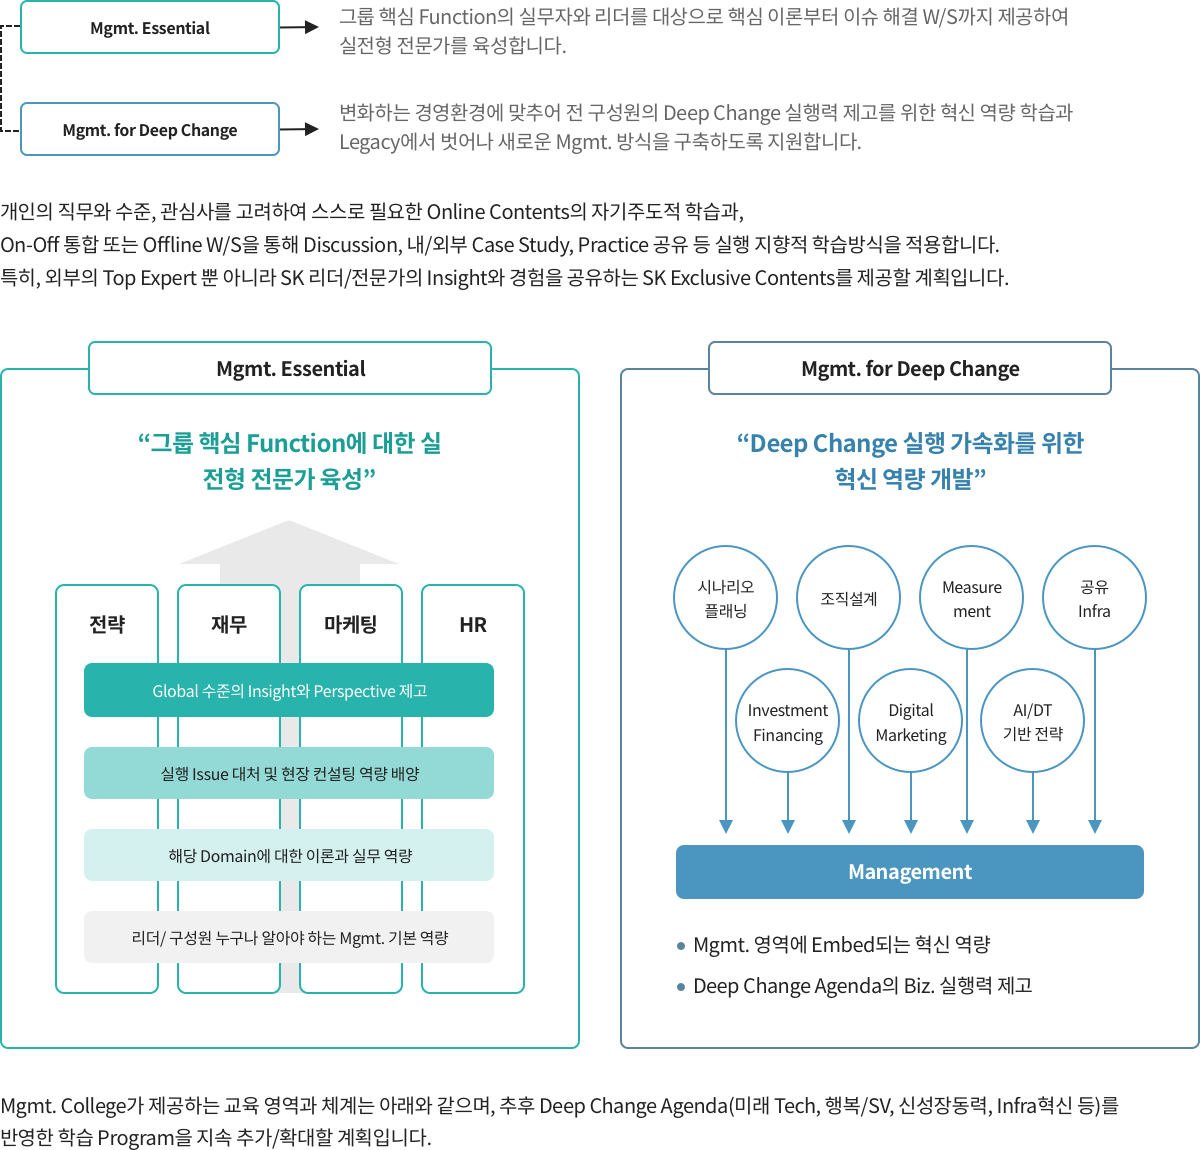 Mgmt. Essential
그룹 핵심 Function의 실무자와 리더를 대상으로 핵심 이론부터 이슈 해결 W/S까지 제공하여
실전형 전문가를 육성합니다.
Mgmt. for Deep Change
변화하는 경영환경에 맞추어 전 구성원의 Deep Change 실행력 제고를 위한 혁신 역량 학습과
Legacy에서 벗어나 새로운 Mgmt. 방식을 구축하도록 지원합니다.
개인의 직무와 수준, 관심사를 고려하여 스스로 필요한 Online Contents의 자기주도적 학습과,
On-Off 통합 또는 Offline W/S을 통해 Discussion, 내/외부 Case Study, Practice 공유 등 실행 지향적 학습방식을 적용합니다.
특히, 외부의 Top Expert 뿐 아니라 SK 리더/전문가의 Insight와 경험을 공유하는 SK Exclusive Contents를 제공할 계획입니다.
Mgmt. Essential
“그룹 핵심 Function에 대한 실
전형 전문가 육성”
전략
재무
마케팅
HR
Global 수준의 Insight와 Perspective 제고
실행 Issue 대처 및 현장 컨설팅 역량 배양
해당 Domain에 대한 이론과 실무 역량
리더/ 구성원 누구나 알아야 하는 Mgmt. 기본 역량
Mgmt. for Deep Change
“Deep Change 실행 가속화를 위한
혁신 역량 개발”
시나리오
플래닝
조직설계
Measure
ment
공유
Infra
Investment
Financing
Digital
Marketing
AI/DT
기반 전략
Management
• Mgmt. 영역에 Embed되는 혁신 역량
• Deep Change Agenda의 Biz. 실행력 제고
Mgmt. College가 제공하는 교육 영역과 체계는 아래와 같으며, 추후 Deep Change Agenda(미래 Tech, 행복/SV, 신성장동력, Infra혁신 등)를
반영한 학습 Program을 지속 추가/확대할 계획입니다.